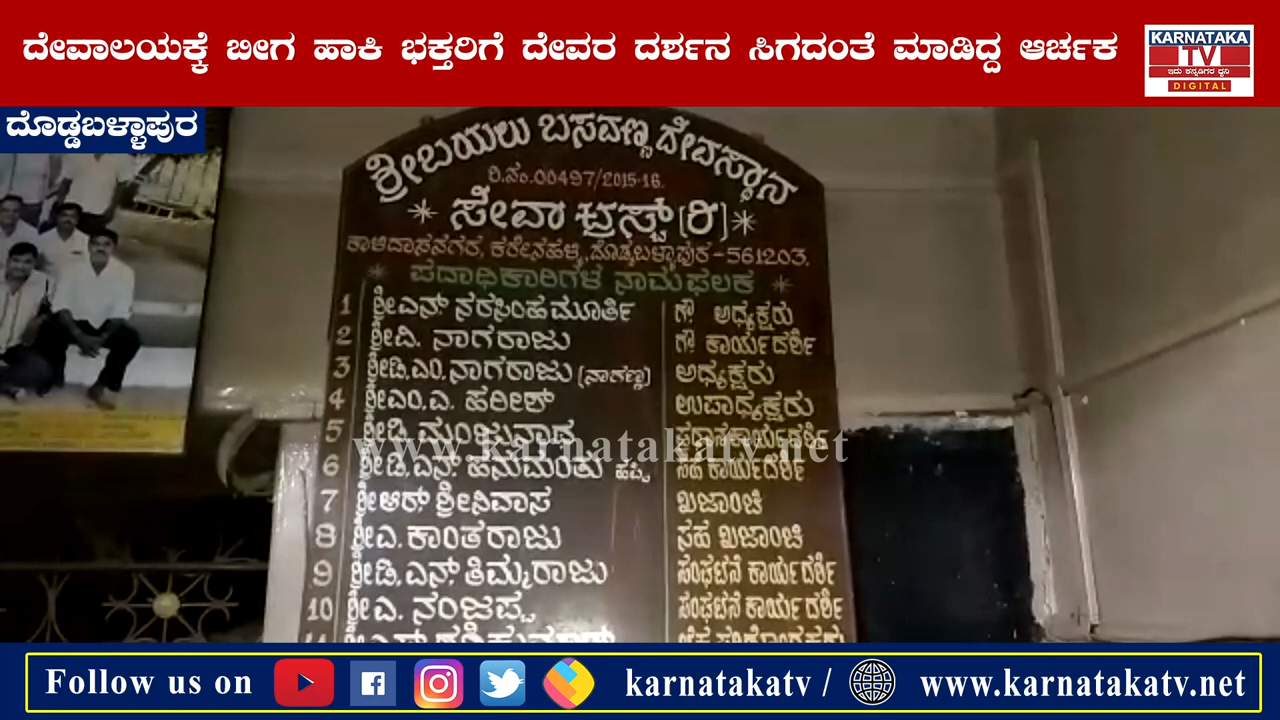 ದೇವಾಲಯಕ್ಕೆ ಬೀಗ ಹಾಕಿ ಭಕ್ತರಿಗೆ ದೇವರ ದರ್ಶನ ಸಿಗದಂತೆ ಮಾಡಿದ್ದ ಆರ್ಚಕ
KARNATAKA
TV
ಇದು ಕನ್ನಡಿಗರ ಧ್ವನಿ
DIGITAL
ದೊಡ್ಡಬಳ್ಳಾಪುರ
ಶ್ರೀ ಬಯಲು ಬಸವಣ್ಣ ದೇವಸ್ಥಾನ
ರಿ.ನಂ.00497/2015-16.
* ಸೇವಾ ಟ್ರಸ್ಟ್ (ರಿ) *
ಕಾಳಿದಾಸನಗರ, ಕರೇನಹಳ್ಳಿ, ದೊಡ್ಡಬಳ್ಳಾಪುರ - 561203.
* ಪದಾಧಿಕಾರಿಗಳ ನಾಮಫಲಕ *
1 ಶ್ರೀ ಎನ್. ನರಸಿಂಹಮೂರ್ತಿ ಗೌ ಅಧ್ಯಕ್ಷರು
2 ಶ್ರೀ ವಿ. ನಾಗರಾಜು ಗೌ ಕಾರ್ಯದರ್ಶಿ
3 ಶ್ರೀ ಡಿ.ಎಂ. ನಾಗರಾಜು (ನಾಗಣ್ಣ) ಅಧ್ಯಕ್ಷರು
4 ಶ್ರೀ ಎಂ.ಎ. ಹರೀಶ್ ಉಪಾಧ್ಯಕ್ಷರು
5 ಶ್ರೀ ಡಿ. ಮಂಜುನಾಥ ಪ್ರಧಾನಕಾರ್ಯದರ್ಶಿ
www.karnatakatv.net
6 ಶ್ರೀ ಡಿ.ಎನ್. ಹನುಮಂತು ಸಹ ಕಾರ್ಯದರ್ಶಿ
7 ಶ್ರೀ ಆರ್. ಶ್ರೀನಿವಾಸ ಖಜಾಂಚಿ
8 ಶ್ರೀ ಎ. ಕಾಂತರಾಜು ಸಹ ಖಜಾಂಚಿ
9 ಶ್ರೀ ಡಿ.ಎನ್. ತಿಮ್ಮರಾಜು ಸಂಘಟನೆ ಕಾರ್ಯದರ್ಶಿ
10 ಶ್ರೀ ಎ. ನಂಜಪ್ಪ ಸಂಘಟನೆ ಕಾರ್ಯದರ್ಶಿ
Follow us on karnatakatv / www.karnatakatv.net